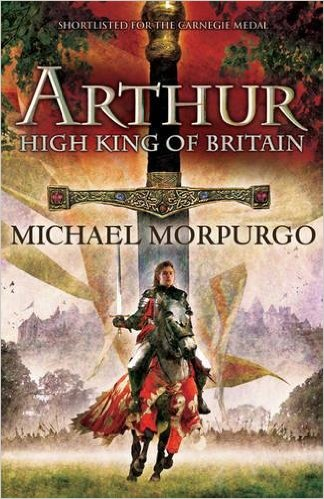 SHORTLISTED FOR THE CARNEGIE MEDAL
ARTHUR
HIGH KING OF BRITAIN
MICHAEL MORPURGO